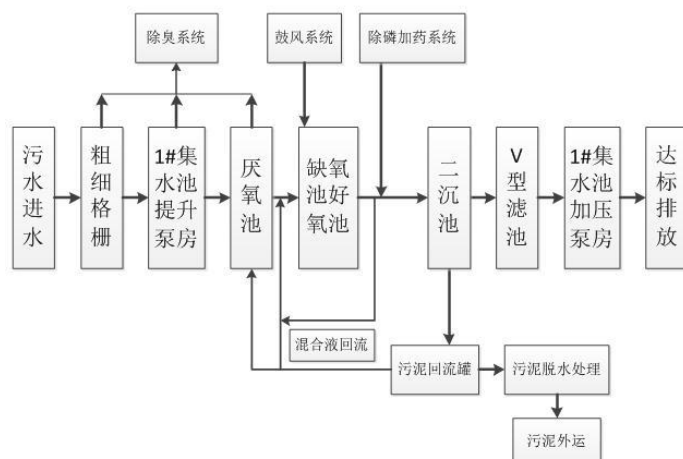 除臭系统
鼓风系统
除磷加药系统
污
水
进
水
粗
细
格
栅
1#集
水池
提升
泵房
厌
氧
池
缺氧
池好
氧池
二
沉
池
V
型
滤
池
1#集
水池
加压
泵房
达
标
排
放
混合液回流
污泥回流罐
污泥脱水处理
污泥外运